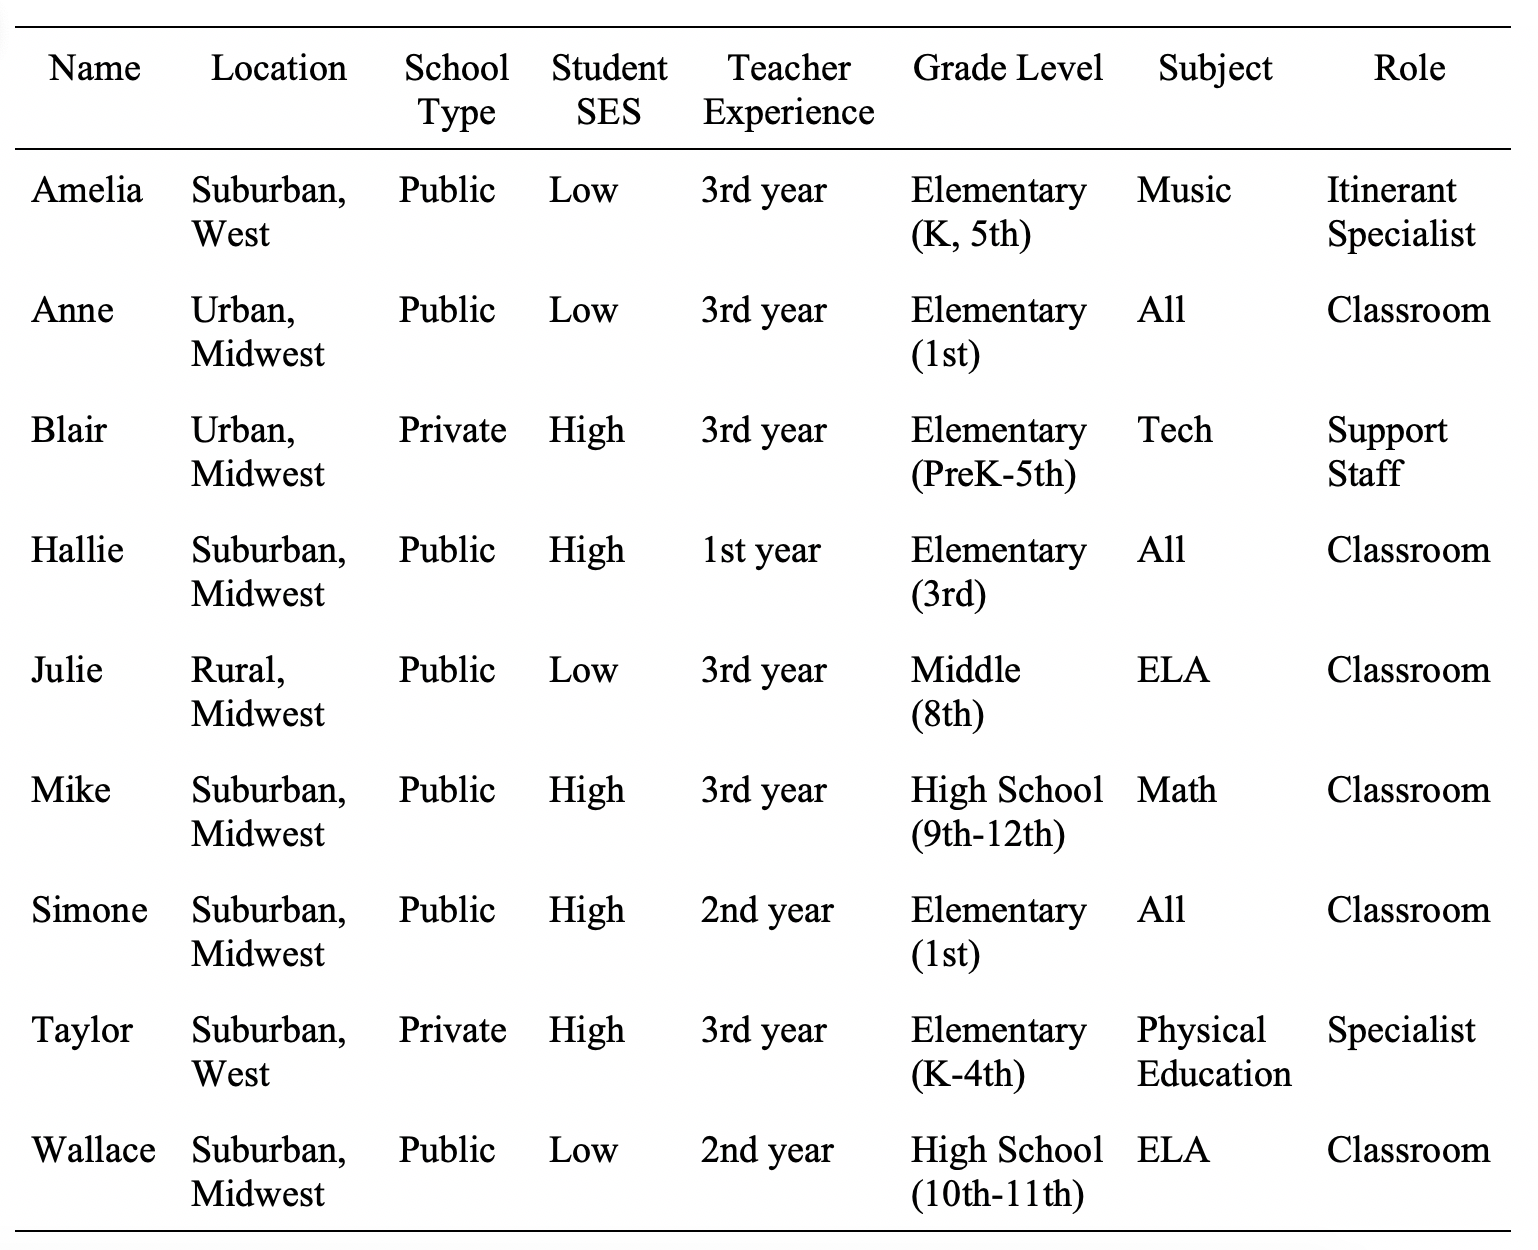 Name Location School Student Teacher Grade Level Subject Role
Type SES Experience
Amelia Suburban, Public Low 3rd year Elementary Music Itinerant
West (K, 5th) Specialist
Anne Urban, Public Low 3rd year Elementary All Classroom
Midwest (1st)
Blair Urban, Private High 3rd year Elementary Tech Support
Midwest (PreK-5th) Staff
Hallie Suburban, Public High 1st year Elementary All Classroom
Midwest (3rd)
Julie Rural, Public Low 3rd year Middle ELA Classroom
Midwest (8th)
Mike Suburban, Public High 3rd year High School Math Classroom
Midwest (9th-12th)
Simone Suburban, Public High 2nd year Elementary All Classroom
Midwest (1st)
Taylor Suburban, Private High 3rd year Elementary Physical Specialist
West (K-4th) Education
Wallace Suburban, Public Low 2nd year High School ELA Classroom
Midwest (10th-11th)